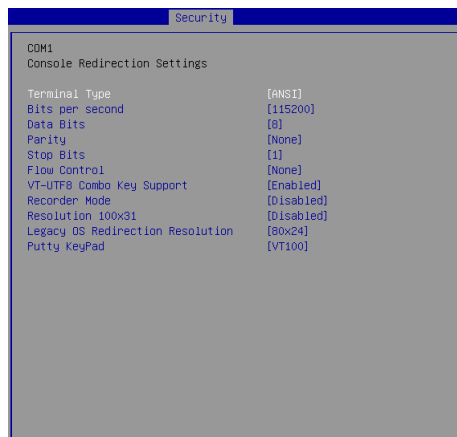 Security
COM1
Console Redirection Settings
Terminal Type [ANSI]
Bits per second [115200]
Data Bits [8]
Parity [None]
Stop Bits [1]
Flow Control [None]
VT-UTF8 Combo Key Support [Enabled]
Recorder Mode [Disabled]
Resolution 100x31 [Disabled]
Legacy OS Redirection Resolution [80x24]
Putty KeyPad [VT100]